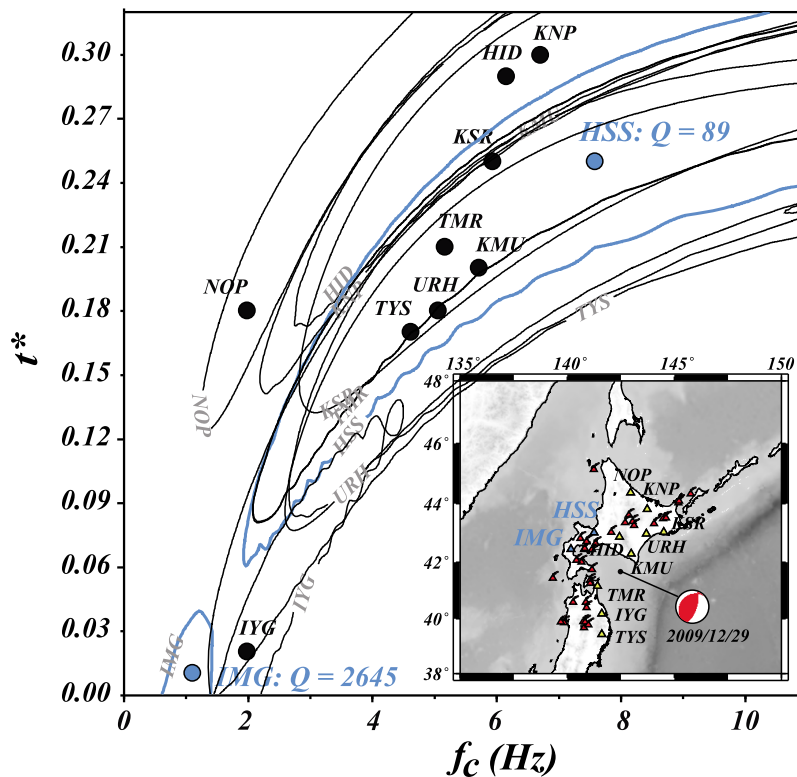 0.30
0.27
0.24
0.21
0.18
0.15
0.12
0.09
0.06
0.03
0.00
t*
0
2
4
6
8
10
fc (Hz)
KNP
HID
KMU
KSR
HSS: Q = 89
TMR
KMU
NOP
URH
TYS
HID
KNP
TYS
NOP
KSR
TMR
HSS
URH
IYG
IYG
IMG
IMG: Q = 2645
135°
140°
145°
150
48°
46°
44°
42°
40°
38°
NOP
KNP
HSS
KSR
IMG
HID
URH
KMU
TMR
IYG
TYS
2009/12/29